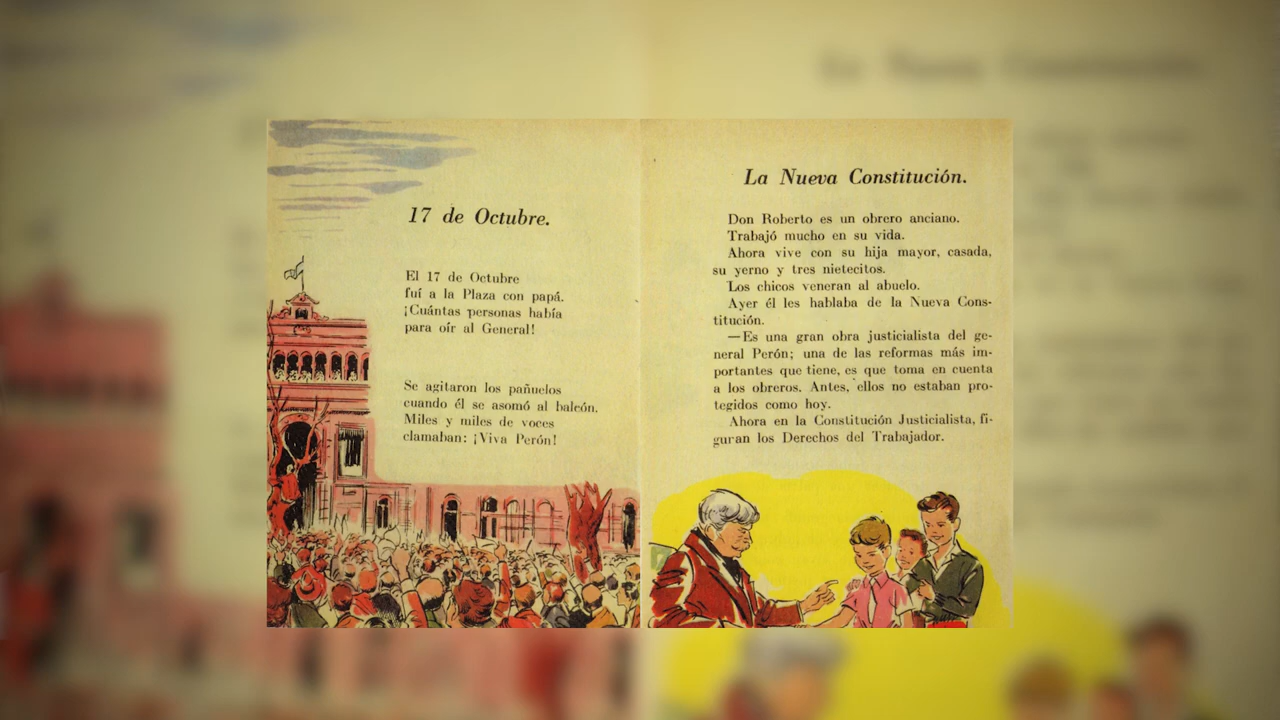 17 de Octubre.
El 17 de Octubre
fuí a la Plaza con papá.
¡Cuántas personas había
para oír al General!
Se agitaron los pañuelos
cuando él se asomó al balcón.
Miles y miles de voces
clamaban: ¡Viva Perón!
La Nueva Constitución.
Don Roberto es un obrero anciano.
Trabajó mucho en su vida.
Ahora vive con su hija mayor, casada,
su yerno y tres nietecitos.
Los chicos veneran al abuelo.
Ayer él les hablaba de la Nueva Cons-
titución.
—Es una gran obra justicialista del ge-
neral Perón; una de las reformas más im-
portantes que tiene, es que toma en cuenta
a los obreros. Antes, ellos no estaban pro-
tegidos como hoy.
Ahora en la Constitución Justicialista, fi-
guran los Derechos del Trabajador.